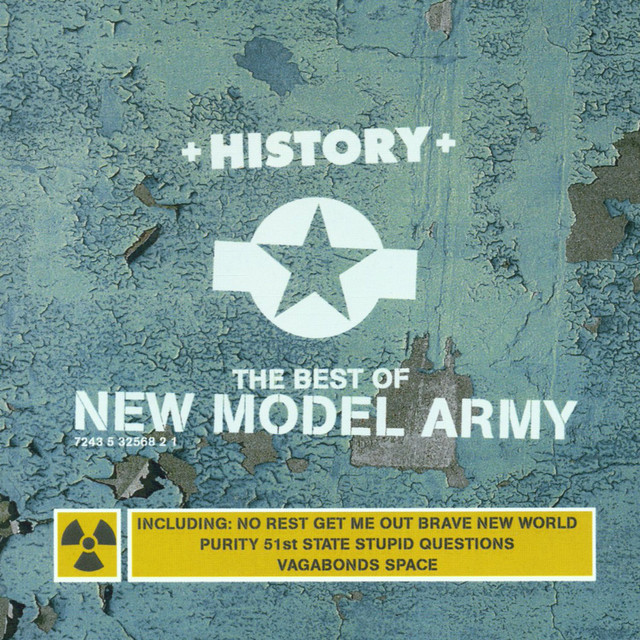 + HISTORY +
THE BEST OF
NEW MODEL ARMY
7243 5 32568 2 1
INCLUDING: NO REST GET ME OUT BRAVE NEW WORLD
PURITY 51st STATE STUPID QUESTIONS
VAGABONDS SPACE